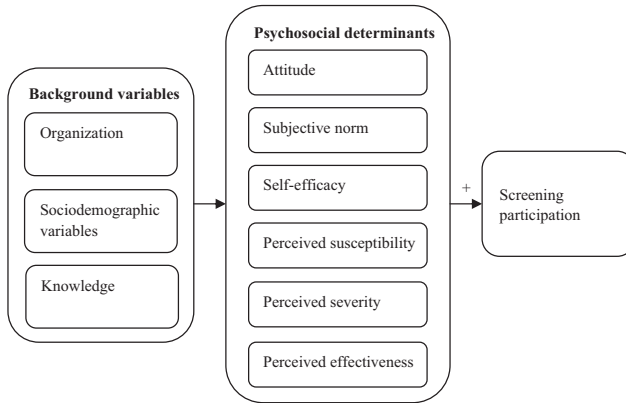 Background variables
Organization
Sociodemographic
variables
Knowledge
Psychosocial determinants
Attitude
Subjective norm
Self-efficacy
Perceived susceptibility
Perceived severity
Perceived effectiveness
+
Screening
participation